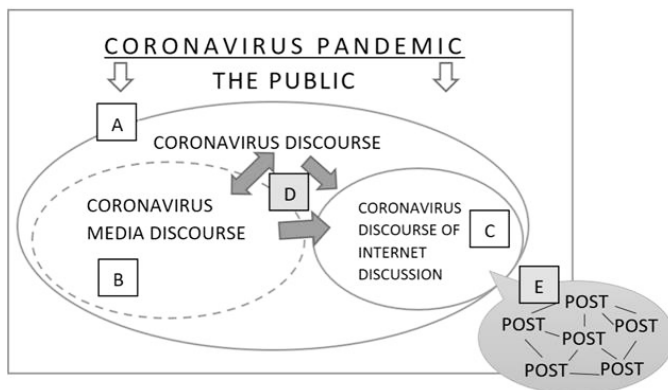 CORONAVIRUS PANDEMIC
THE PUBLIC
A
CORONAVIRUS DISCOURSE
D
CORONAVIRUS
MEDIA DISCOURSE
B
CORONAVIRUS
DISCOURSE OF
INTERNET
DISCUSSION
C
E
POST
POST
POST
POST
POST
POST